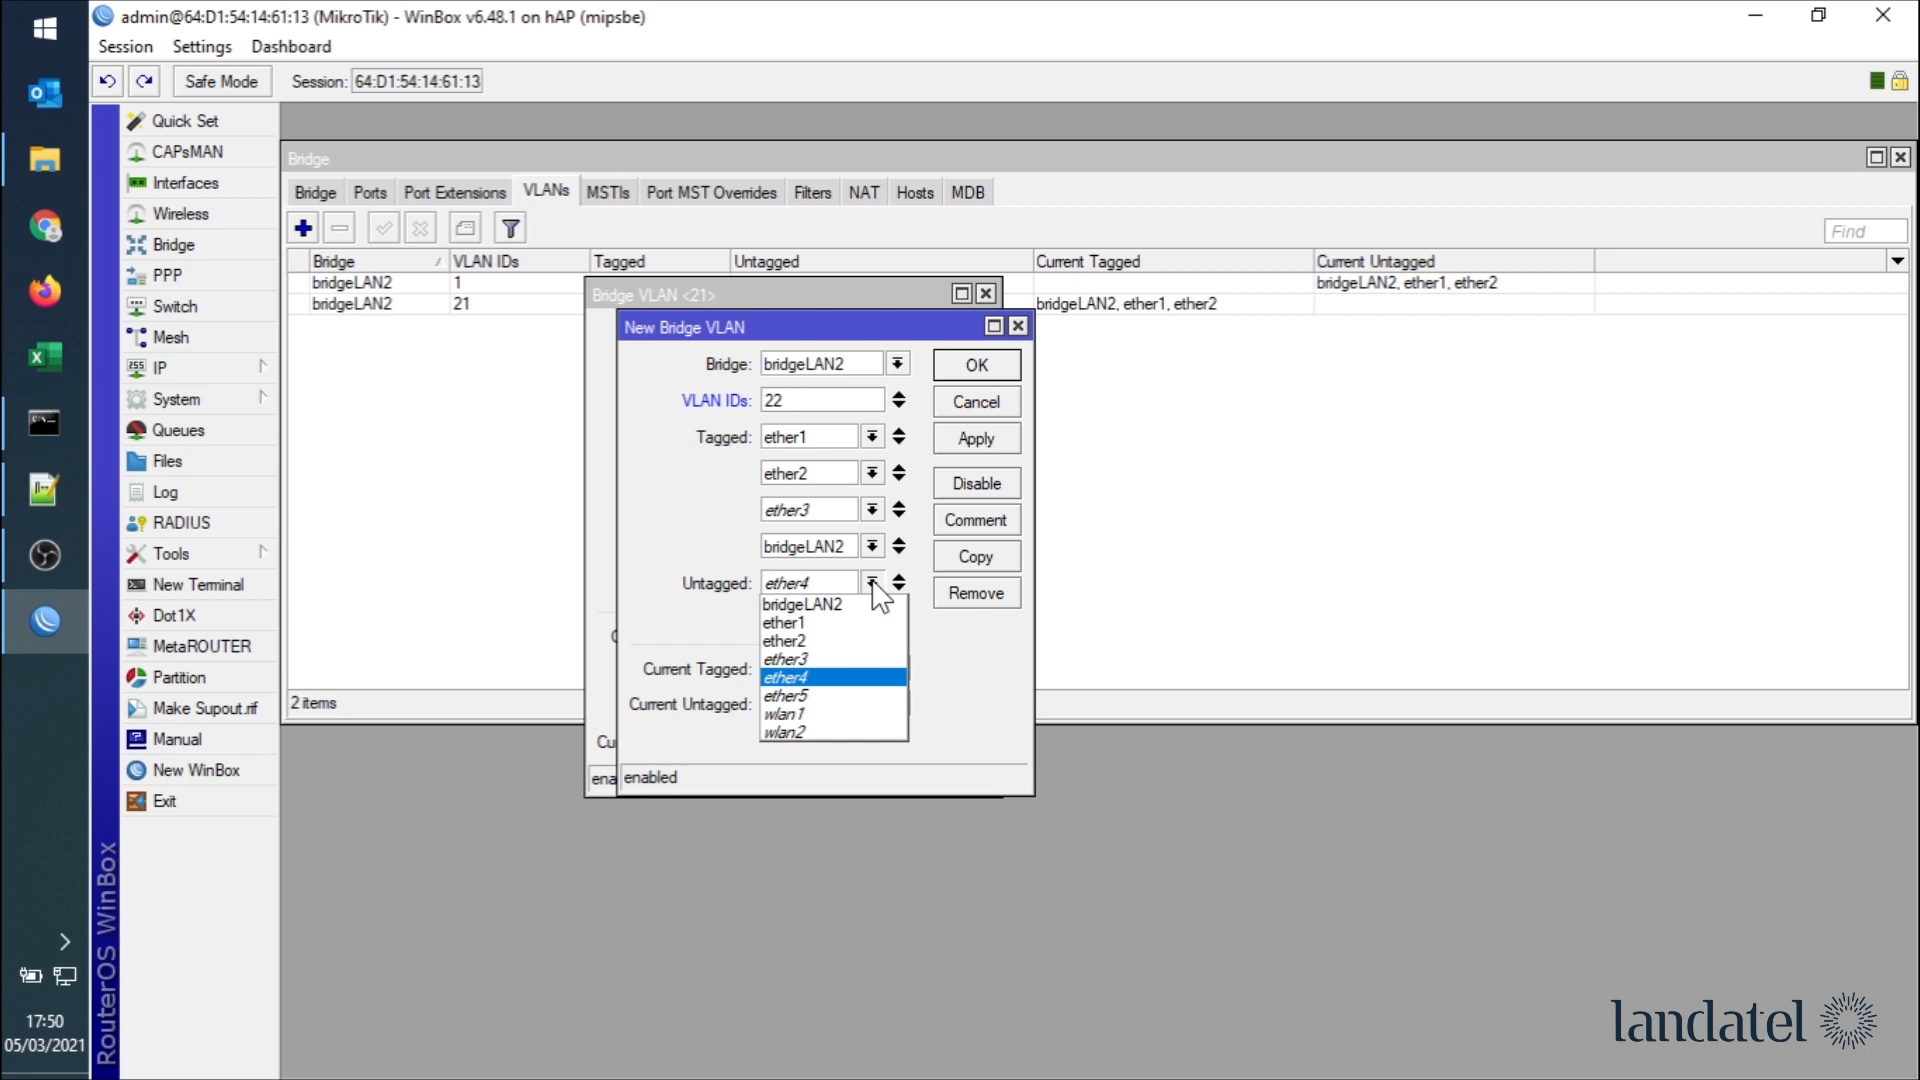 admin@64:D1:54:14:61:13 (MikroTik) - WinBox v6.48.1 on hAP (mipsbe)
Session Settings Dashboard
Safe Mode Session: 64:D1:54:14:61:13
Quick Set
CAPsMAN
Interfaces
Wireless
Bridge
PPP
Switch
Mesh
IP
System
Queues
Files
Log
RADIUS
Tools
New Terminal
Dot1X
MetaROUTER
Partition
Make Supout.rif
Manual
New WinBox
Exit
RouterOS WinBox
Bridge
Bridge Ports Port Extensions VLANs MSTIs Port MST Overrides Filters NAT Hosts MDB
Find
Bridge VLAN IDs Tagged Untagged Current Tagged Current Untagged
bridgeLAN2 1 bridgeLAN2, ether1, ether2
bridgeLAN2 21 bridgeLAN2, ether1, ether2
2 items
Bridge VLAN <21>
Cu
ena
New Bridge VLAN
Bridge: bridgeLAN2 OK
VLAN IDs: 22 Cancel
Tagged: ether1 Apply
ether2 Disable
ether3 Comment
bridgeLAN2 Copy
Untagged: ether4 Remove
bridgeLAN2
ether1
ether2
ether3
ether4
ether5
wlan1
wlan2
Current Tagged:
Current Untagged:
enabled
17:50
05/03/2021
landatel